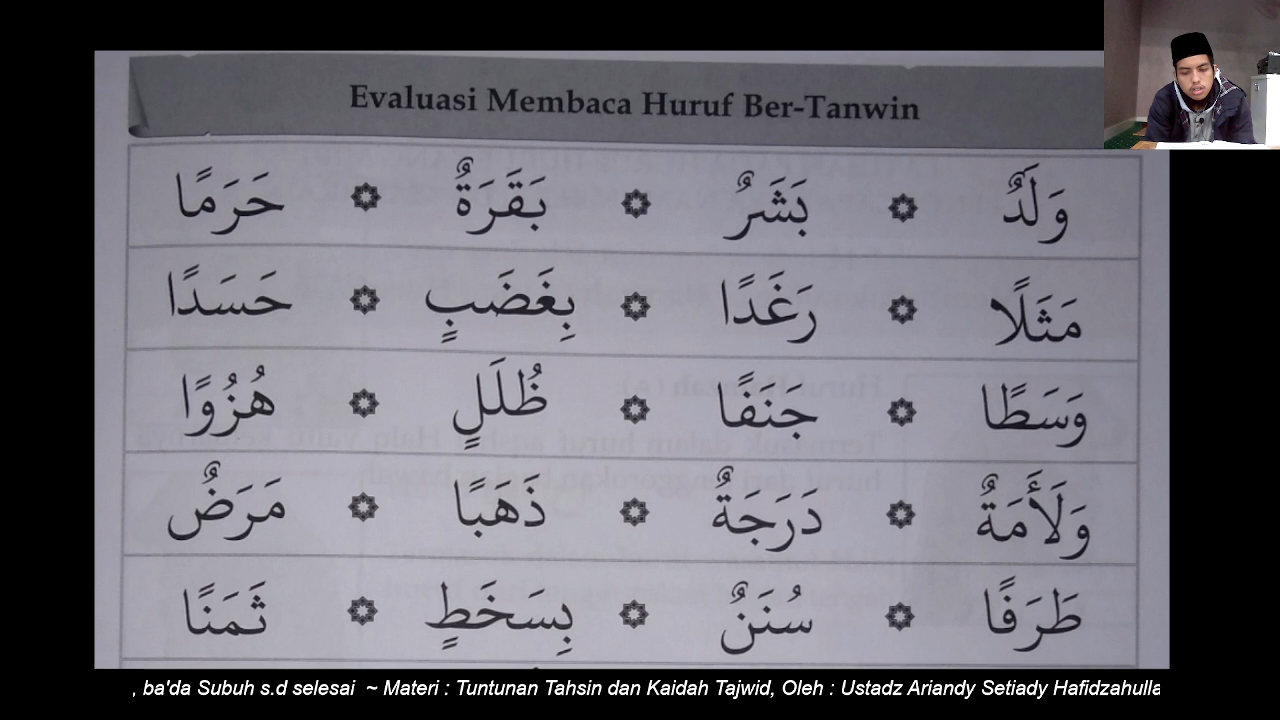 Evaluasi Membaca Huruf Ber-Tanwin
وَلَدٌ ۞ بَشَرٌ ۞ بَقَرَةٌ ۞ حَرَمًا
مَثَلًا ۞ رَغَدًا ۞ بِغَضَبٍ ۞ حَسَدًا
وَسَطًا ۞ جَنَفًا ۞ ظُلَلٍ ۞ هُزُوًا
وَلَأَمَةٌ ۞ دَرَجَةٌ ۞ ذَهَبًا ۞ مَرَضٌ
طَرَفًا ۞ سُنَنٌ ۞ بِسَخَطٍ ۞ ثَمَنًا
, ba'da Subuh s.d selesai ~ Materi : Tuntunan Tahsin dan Kaidah Tajwid, Oleh : Ustadz Ariandy Setiady Hafidzahulla